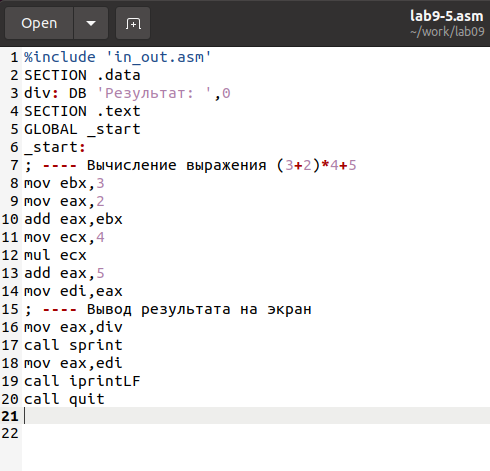 Open
lab9-5.asm
~/work/lab09
1 %include 'in_out.asm'
2 SECTION .data
3 div: DB 'Результат: ',0
4 SECTION .text
5 GLOBAL _start
6 _start:
7 ; ---- Вычисление выражения (3+2)*4+5
8 mov ebx,3
9 mov eax,2
10 add eax,ebx
11 mov ecx,4
12 mul ecx
13 add eax,5
14 mov edi,eax
15 ; ---- Вывод результата на экран
16 mov eax,div
17 call sprint
18 mov eax,edi
19 call iprintLF
20 call quit
21
22